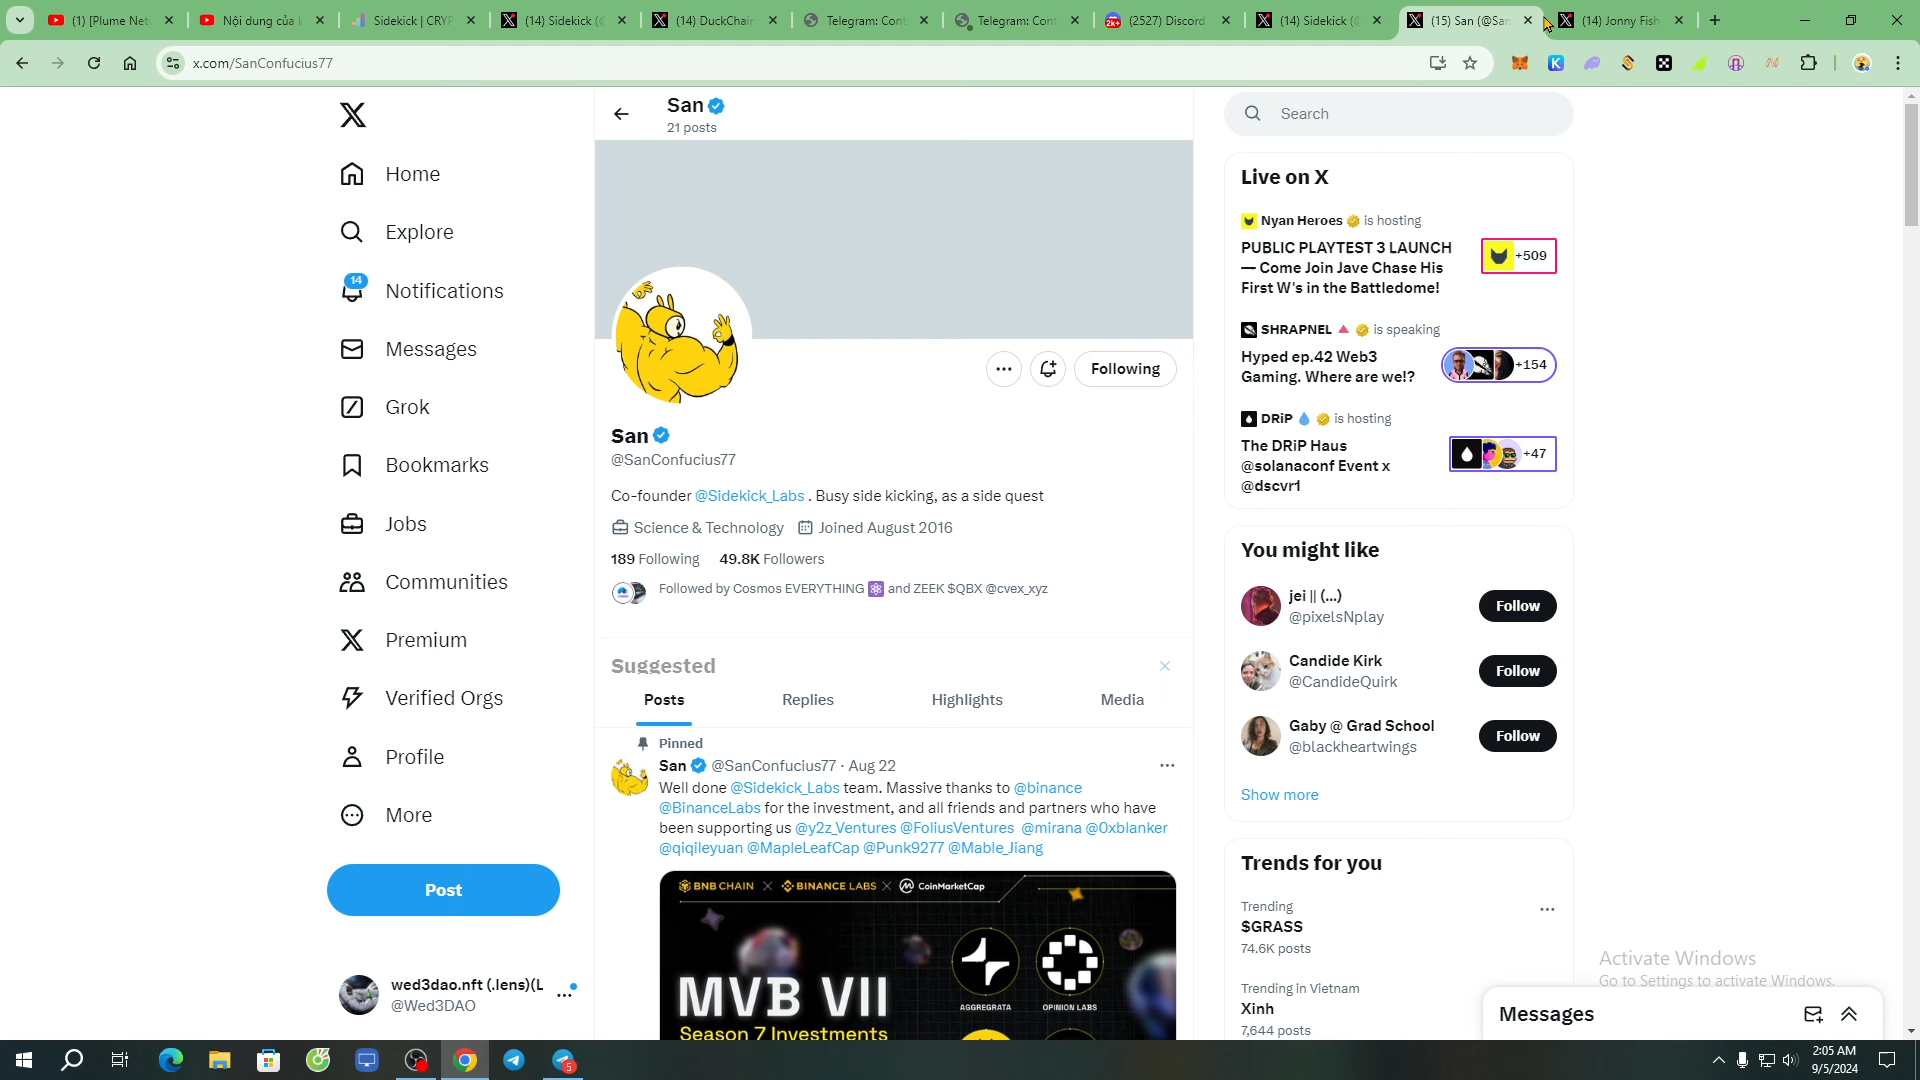 (1) [Plume Net
Nội dung của k
Sidekick | CRYP
(14) Sidekick (@
(14) DuckChain
Telegram: Cont
Telegram: Cont
(2527) Discord
(14) Sidekick (@
(15) San (@San
(14) Jonny Fish
x.com/SanConfucius77
Home
Explore
14
Notifications
Messages
Grok
Bookmarks
Jobs
Communities
Premium
Verified Orgs
Profile
More
Post
wed3dao.nft (.lens)(L
@Wed3DAO
San
21 posts
Following
San
@SanConfucius77
Co-founder @Sidekick_Labs . Busy side kicking, as a side quest
Science & Technology Joined August 2016
189 Following 49.8K Followers
Followed by Cosmos EVERYTHING ⚛ and ZEEK $QBX @cvex_xyz
Suggested
Posts Replies Highlights Media
Pinned
San @SanConfucius77 · Aug 22
Well done @Sidekick_Labs team. Massive thanks to @binance
@BinanceLabs for the investment, and all friends and partners who have
been supporting us @y2z_Ventures @FoliusVentures @mirana @0xblanker
@qiqileyuan @MapleLeafCap @Punk9277 @Mable_Jiang
BNB CHAIN × BINANCE LABS × CoinMarketCap
MVB VII
Season 7 Investments
AGGREGRATA
OPINION LABS
Search
Live on X
Nyan Heroes is hosting
PUBLIC PLAYTEST 3 LAUNCH
— Come Join Jave Chase His
First W's in the Battledome!
+509
SHRAPNEL is speaking
Hyped ep.42 Web3
Gaming. Where are we!?
+154
DRiP is hosting
The DRiP Haus
@solanaconf Event x
@dscvr1
+47
You might like
jei || (...)
@pixelsNplay
Follow
Candide Kirk
@CandideQuirk
Follow
Gaby @ Grad School
@blackheartwings
Follow
Show more
Trends for you
Trending
$GRASS
74.6K posts
Trending in Vietnam
Xinh
7,644 posts
Activate Windows
Go to Settings to activate Windows.
Messages
5
2:05 AM
9/5/2024